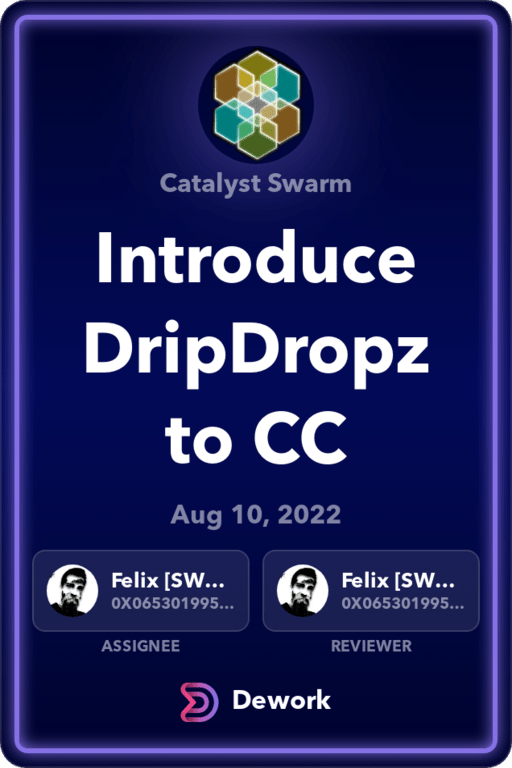 Catalyst Swarm
Introduce
DripDropz
to CC
Aug 10, 2022
Felix [SW...
0X065301995...
Felix [SW...
0X065301995...
ASSIGNEE
REVIEWER
Dework